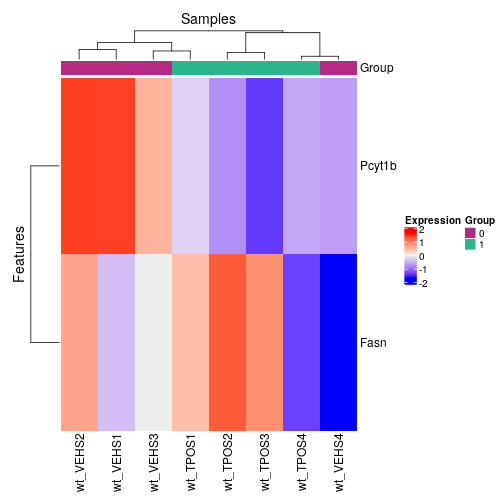 Samples
Group
Pcyt1b
Fasn
Features
wt_VEHS2
wt_VEHS1
wt_VEHS3
wt_TPOS1
wt_TPOS2
wt_TPOS3
wt_TPOS4
wt_VEHS4
Expression
2
1
0
-1
-2
Group
0
1